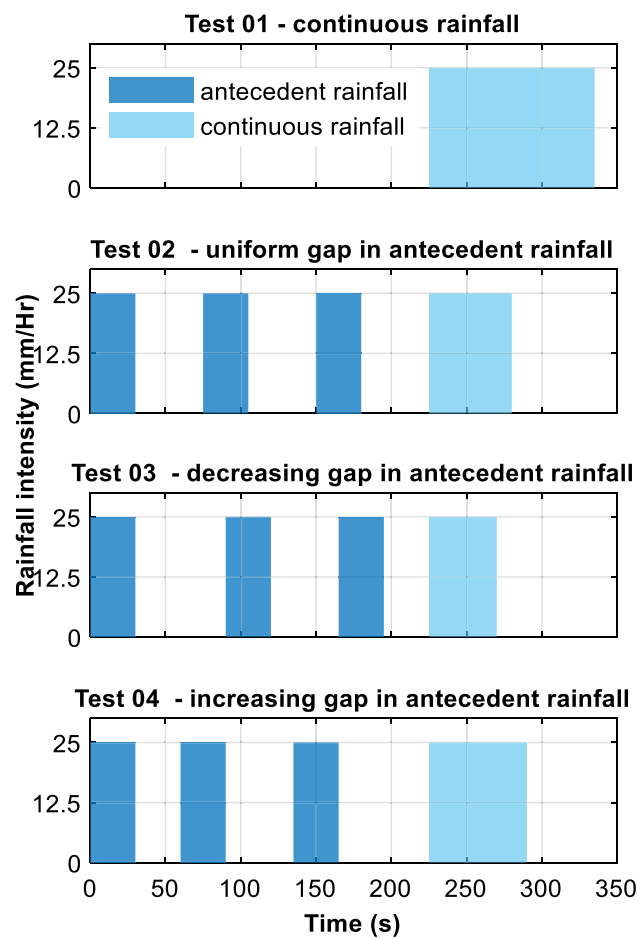 Test 01 - continuous rainfall
25
antecedent rainfall
continuous rainfall
12.5
0
Test 02  - uniform gap in antecedent rainfall
25
12.5
0
Rainfall intensity (mm/Hr)
Test 03  - decreasing gap in antecedent rainfall
25
12.5
0
Test 04  - increasing gap in antecedent rainfall
25
12.5
0
0 50 100 150 200 250 300 350
Time (s)